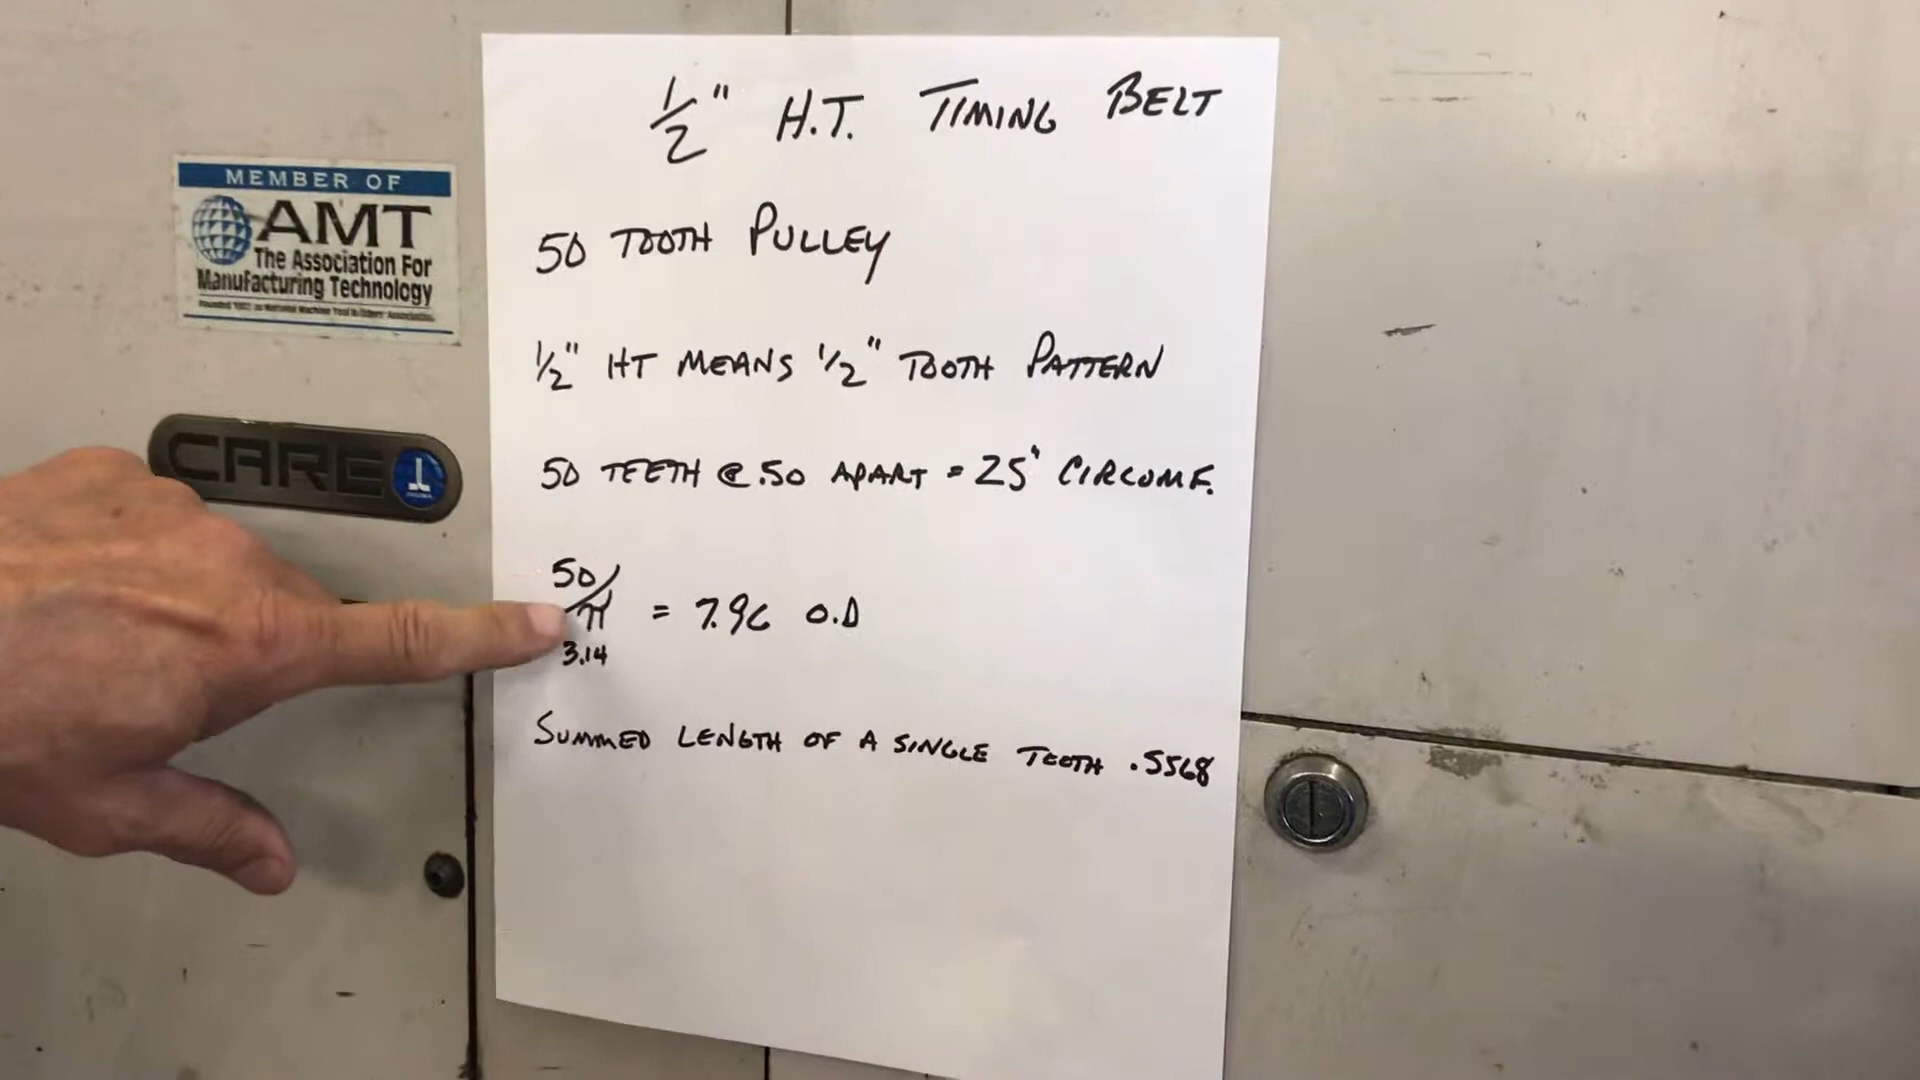 1/2" H.T. TIMING BELT
MEMBER OF
AMT
The Association For
Manufacturing Technology
50 TOOTH PULLEY
1/2" HT MEANS 1/2" TOOTH PATTERN
CARE
50 TEETH @ .50 APART = 25" CIRCUMF.
50/π = 7.96 O.D
3.14
SUMMED LENGTH OF A SINGLE TOOTH .5568